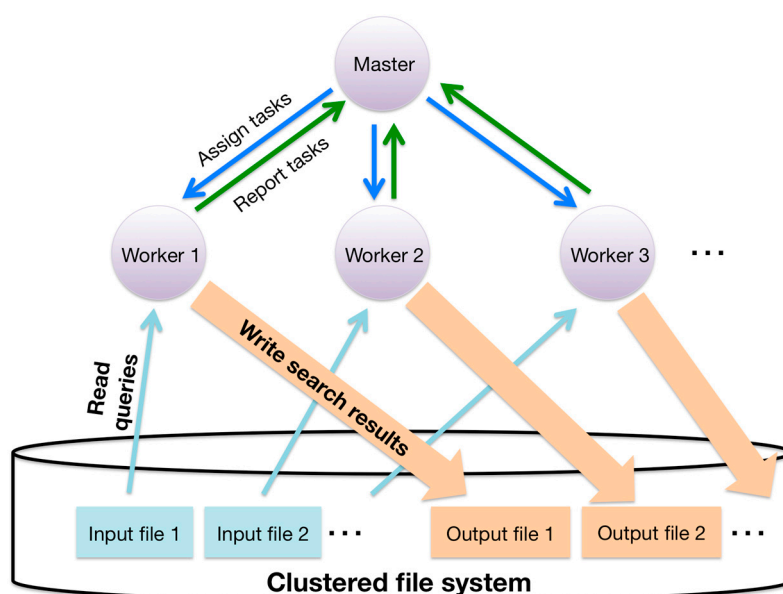 Master
Assign tasks
Report tasks
Worker 1
Worker 2
Worker 3
...
Read
queries
Write search results
Input file 1
Input file 2
...
Output file 1
Output file 2
...
Clustered file system